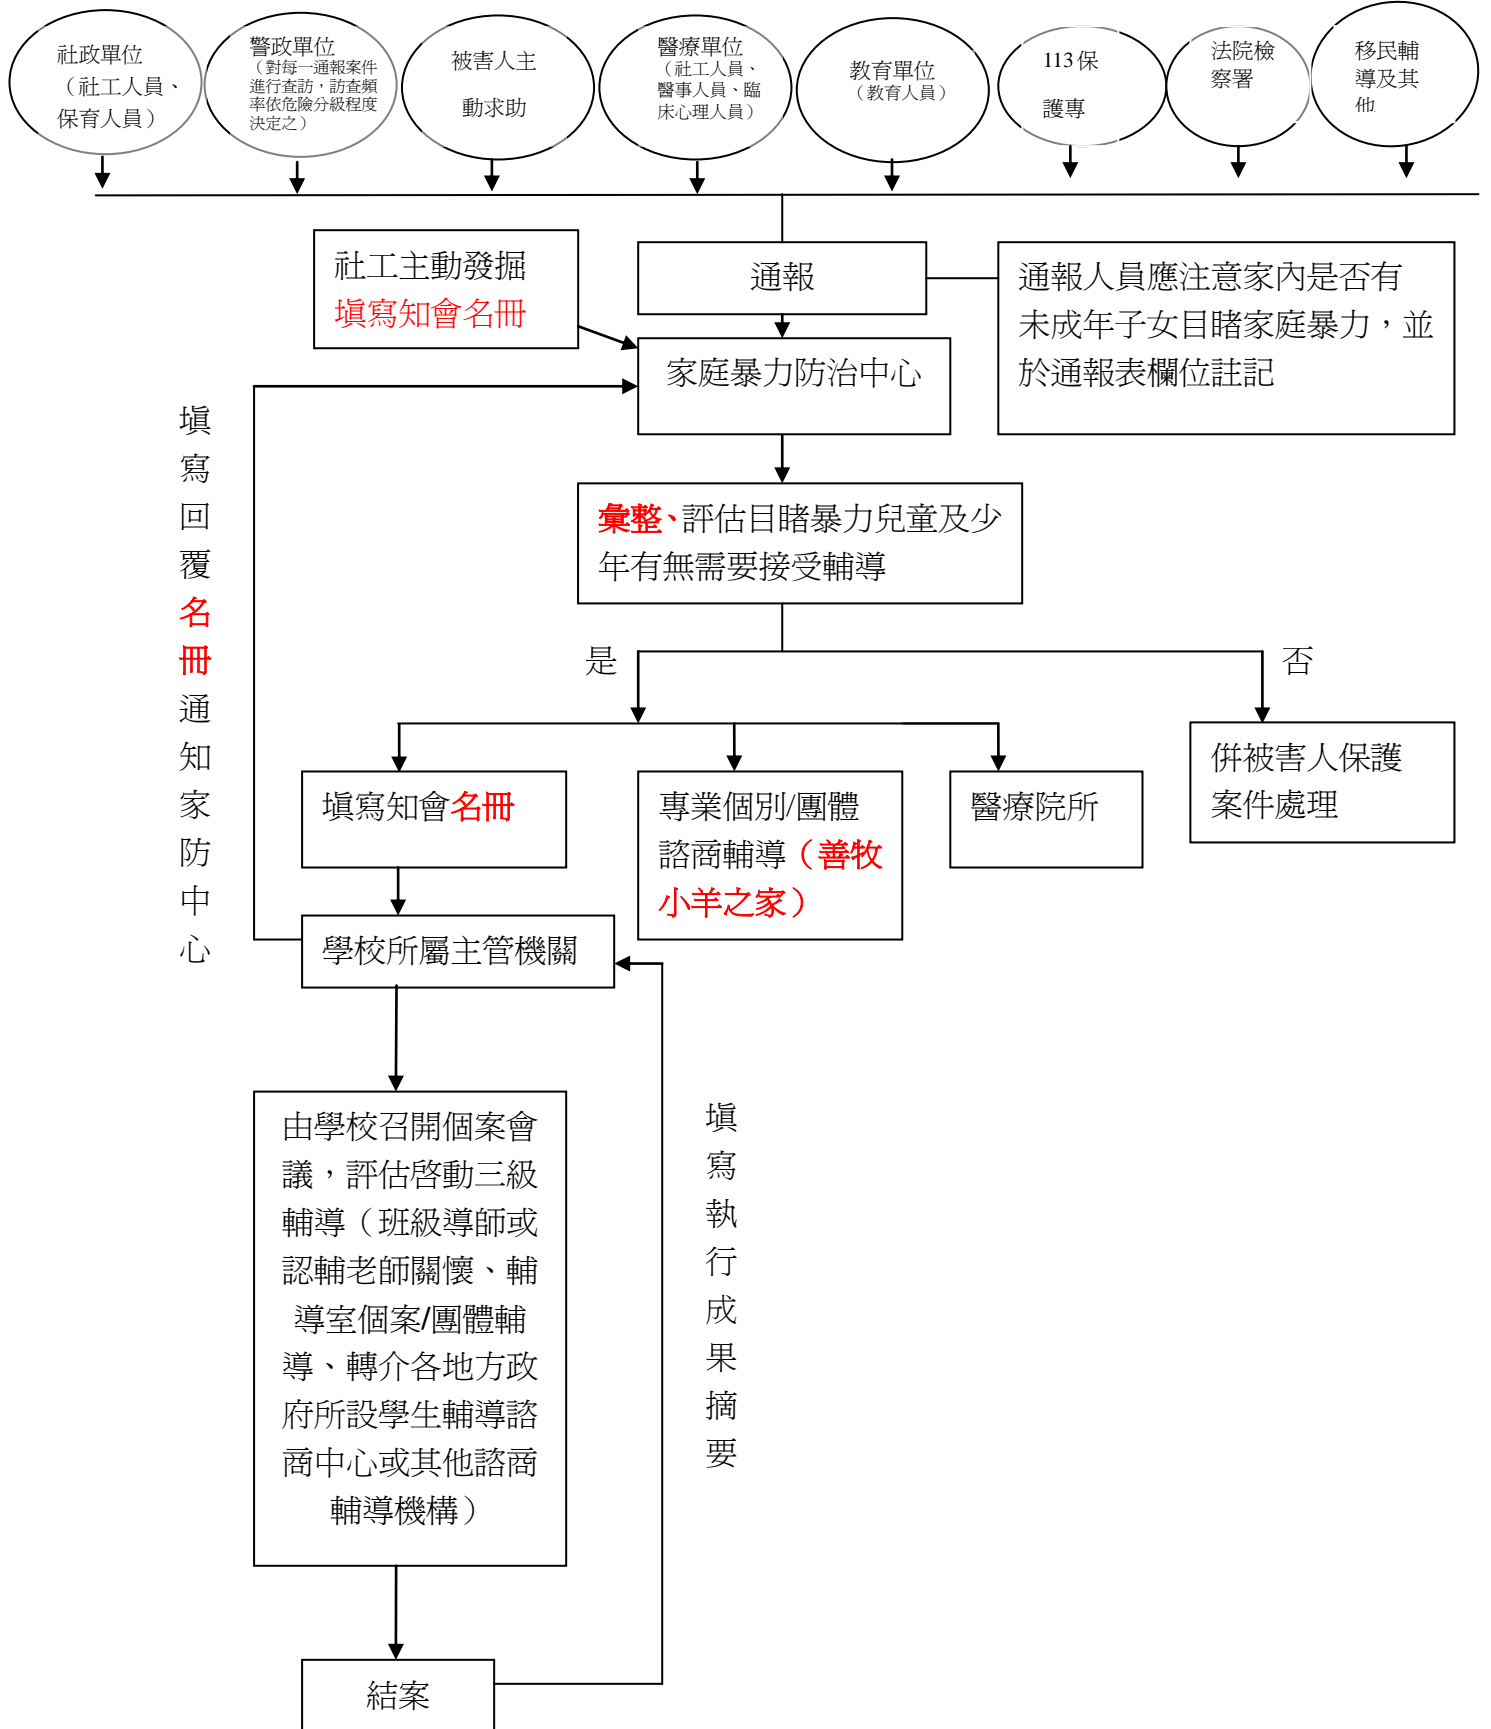 社政單位
（社工人員、
保育人員）
警政單位
（對每一通報案件
進行查訪，訪查頻
率依危險分級程度
決定之）
被害人主
動求助
醫療單位
（社工人員、
醫事人員、臨
床心理人員）
教育單位
（教育人員）
113保
護專
法院檢
察署
移民輔
導及其
他
社工主動發掘
填寫知會名冊
通報
通報人員應注意家內是否有
未成年子女目睹家庭暴力，並
於通報表欄位註記
家庭暴力防治中心
填
寫
回
覆
名
冊
通
知
家
防
中
心
彙整、評估目睹暴力兒童及少
年有無需要接受輔導
是
否
填寫知會名冊
專業個別/團體
諮商輔導（善牧
小羊之家）
醫療院所
併被害人保護
案件處理
學校所屬主管機關
由學校召開個案會
議，評估啟動三級
輔導（班級導師或
認輔老師關懷、輔
導室個案/團體輔
導、轉介各地方政
府所設學生輔導諮
商中心或其他諮商
輔導機構）
填
寫
執
行
成
果
摘
要
結案